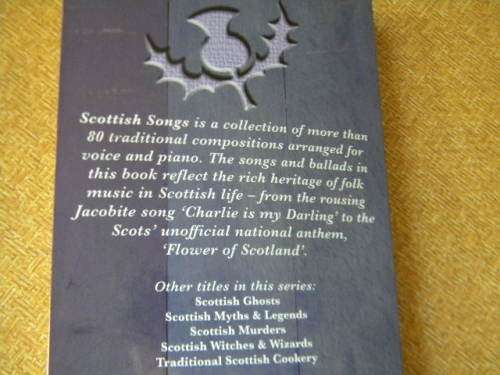 Scottish Songs is a collection of more than
80 traditional compositions arranged for
voice and piano. The songs and ballads in
this book reflect the rich heritage of folk
music in Scottish life – from the rousing
Jacobite song ‘Charlie is my Darling’ to the
Scots’ unofficial national anthem,
‘Flower of Scotland’.
Other titles in this series:
Scottish Ghosts
Scottish Myths & Legends
Scottish Murders
Scottish Witches & Wizards
Traditional Scottish Cookery